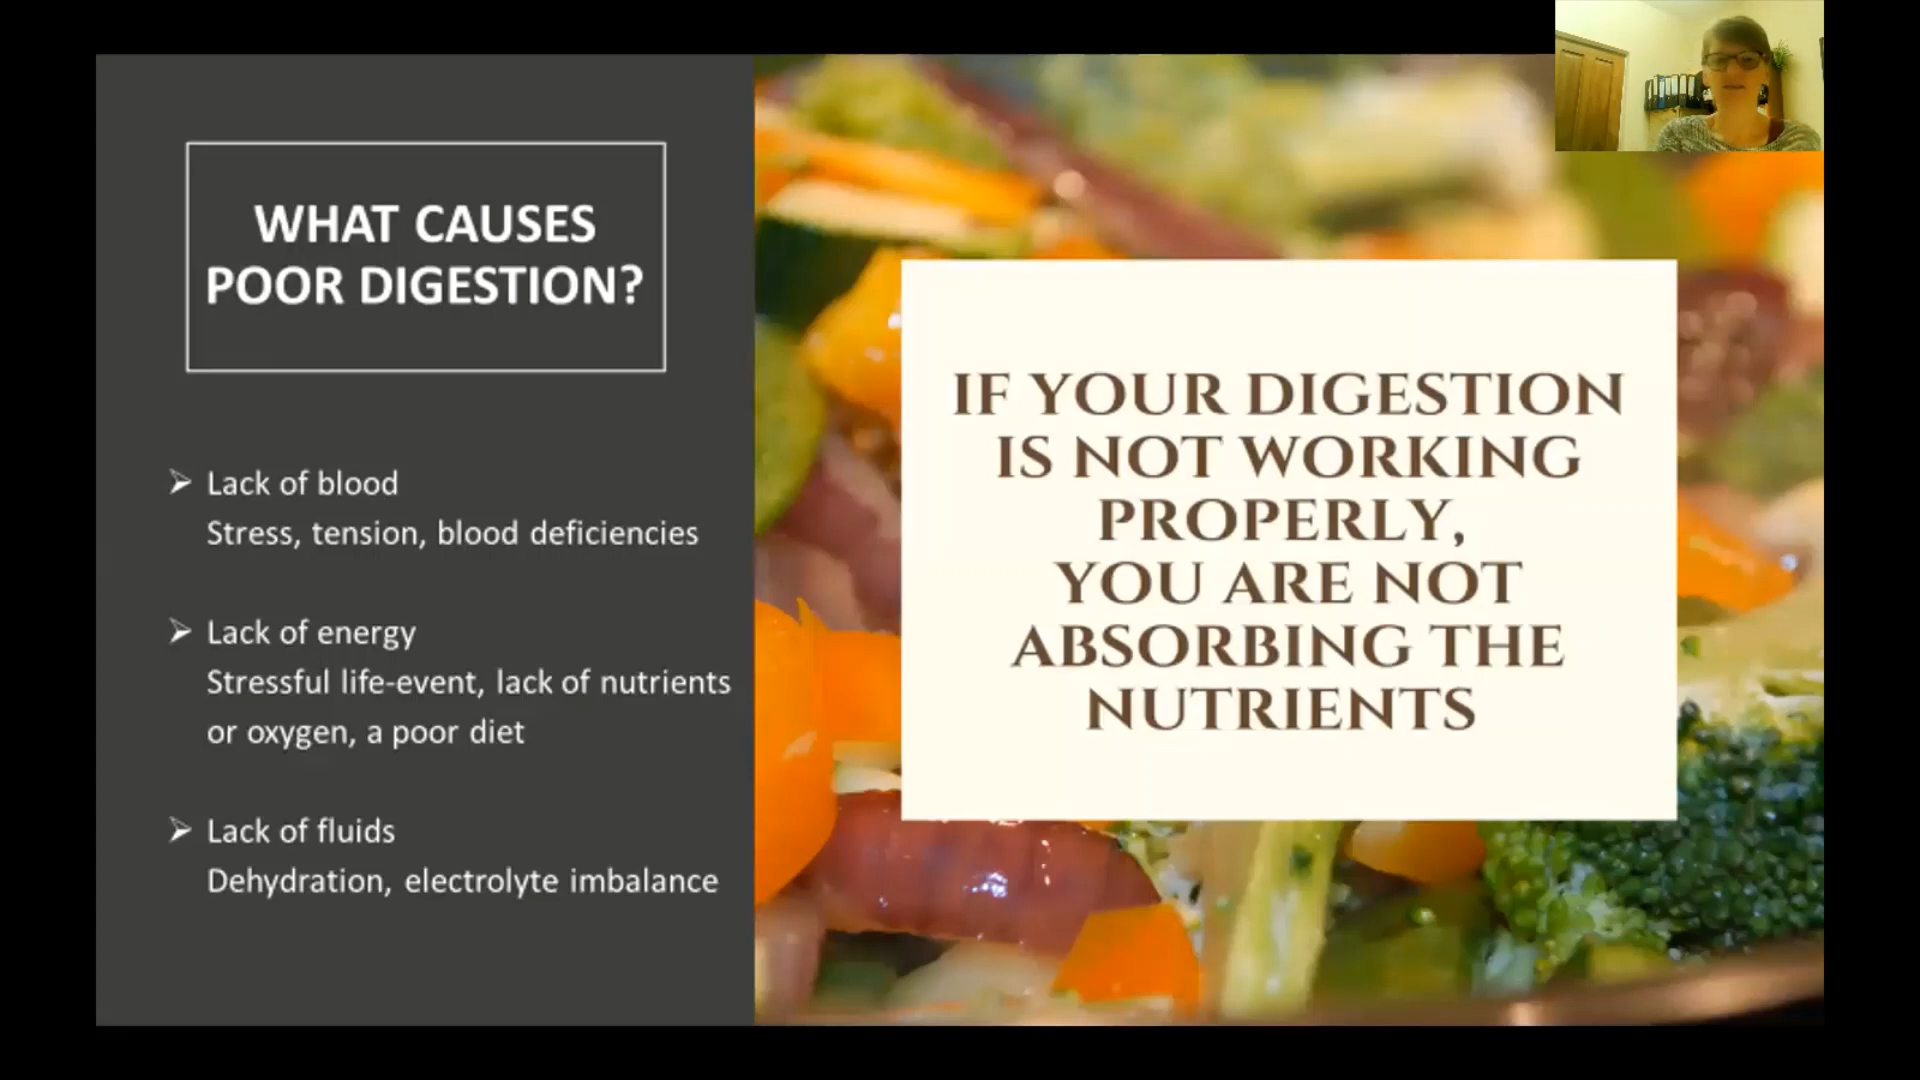 WHAT CAUSES
POOR DIGESTION?
Lack of blood
Stress, tension, blood deficiencies
Lack of energy
Stressful life-event, lack of nutrients
or oxygen, a poor diet
Lack of fluids
Dehydration, electrolyte imbalance
IF YOUR DIGESTION
IS NOT WORKING
PROPERLY,
YOU ARE NOT
ABSORBING THE
NUTRIENTS